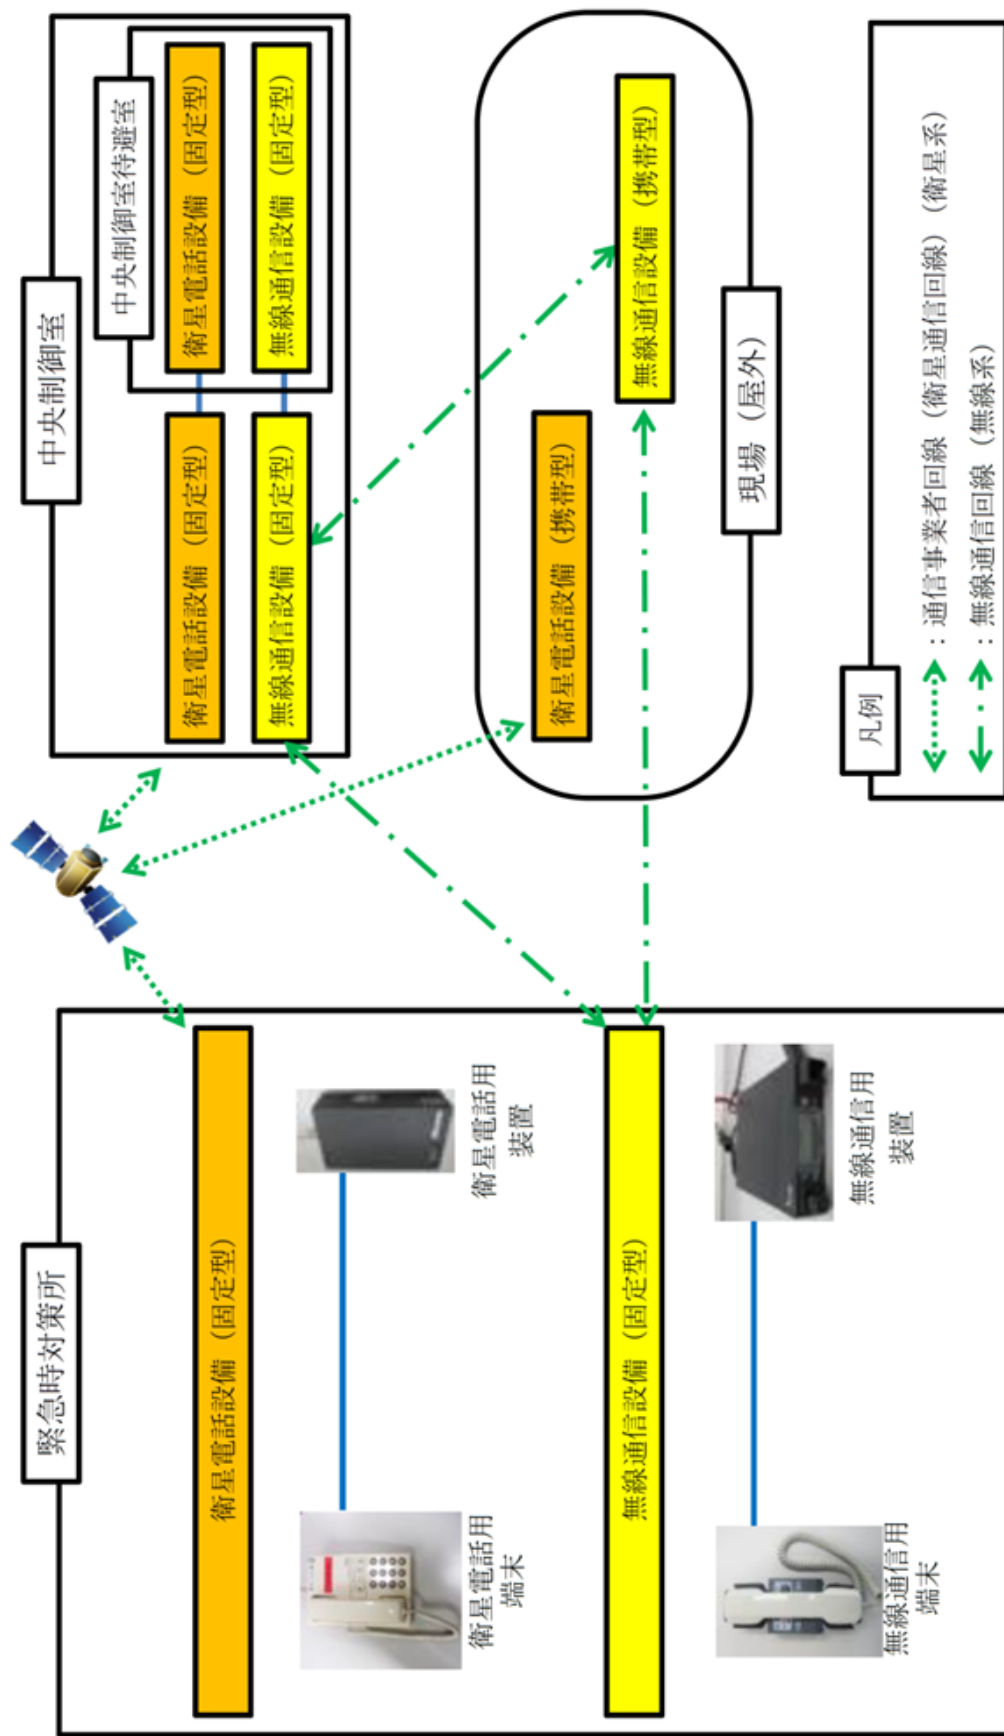 緊急時対策所
衛星電話設備（固定型）
衛星電話用
端末
衛星電話用
装置
無線通信設備（固定型）
無線通信用
端末
無線通信用
装置
中央制御室
中央制御室待避室
衛星電話設備（固定型）
衛星電話設備（固定型）
無線通信設備（固定型）
無線通信設備（固定型）
衛星電話設備（携帯型）
無線通信設備（携帯型）
現場（屋外）
凡例
：通信事業者回線（衛星通信回線）（衛星系）
：無線通信回線（無線系）